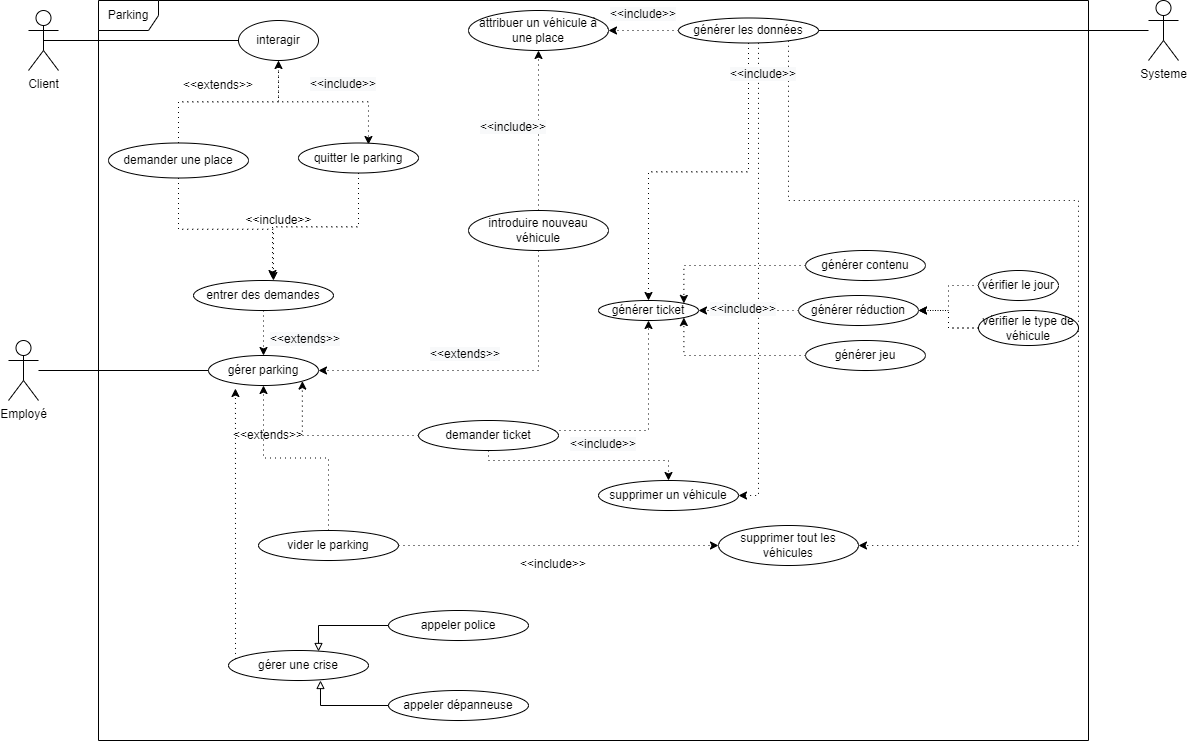 Parking
attribuer un véhicule à
une place
<<include>>
générer les données
interagir
Client
Systeme
<<extends>>
<<include>>
<<include>>
<<include>>
demander une place
quitter le parking
<<include>>
introduire nouveau
véhicule
générer contenu
entrer des demandes
vérifier le jour
générer ticket
<<include>>
générer réduction
vérifier le type de
véhicule
<<extends>>
<<extends>>
générer jeu
gérer parking
Employé
<<extends>>
demander ticket
<<include>>
supprimer un véhicule
vider le parking
supprimer tout les
véhicules
<<include>>
appeler police
gérer une crise
appeler dépanneuse